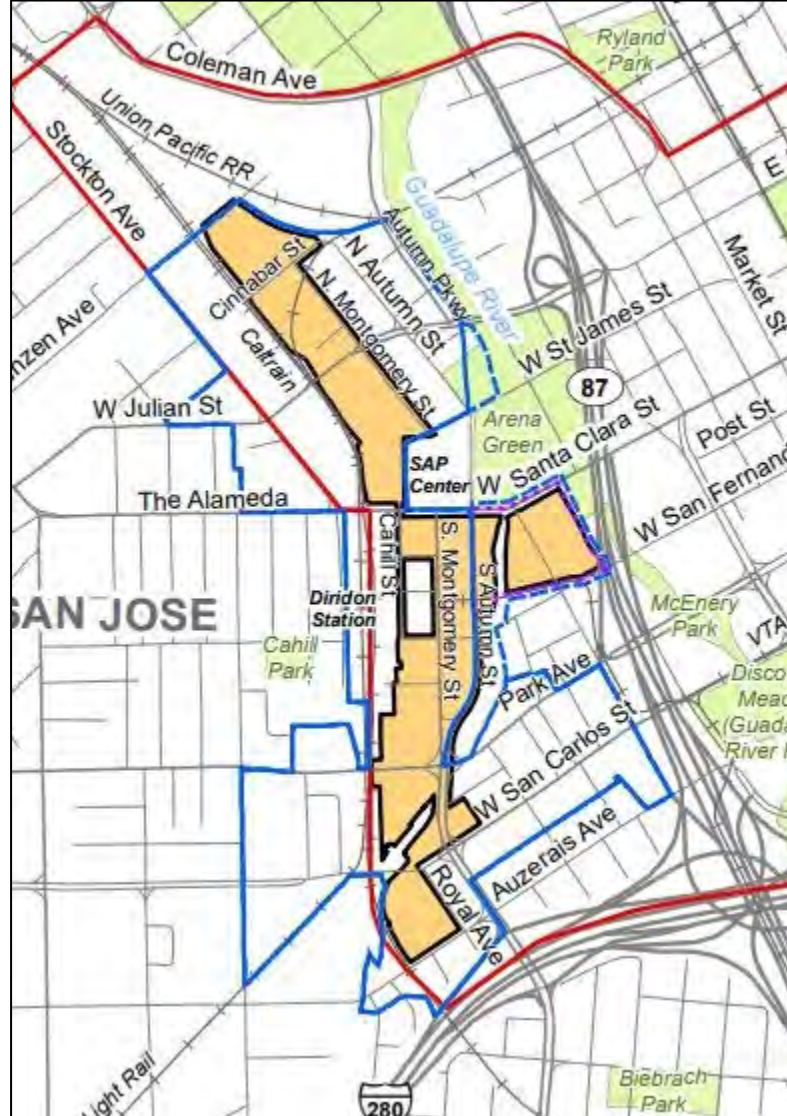 Coleman Ave
Ryland
Park
Union Pacific RR
Stockton Ave
E
Guadalupe River
Autumn Pkwy
N Autumn St
Market St
Cinnabar St
N Montgomery St
nzen Ave
Caltrain
W St James St
87
W Julian St
Arena
Green
W Santa Clara St
Post St
SAP
Center
The Alameda
W San Fernand
Cahill St
S. Montgomery St
S Autumn St
Diridon
Station
SAN JOSE
McEnery
Park
VTA
Cahill
Park
Park Ave
Disco
Mead
(Guada
River
W San Carlos St
Auzerais Ave
Royal Ave
Light Rail
280
Biebrach
Park